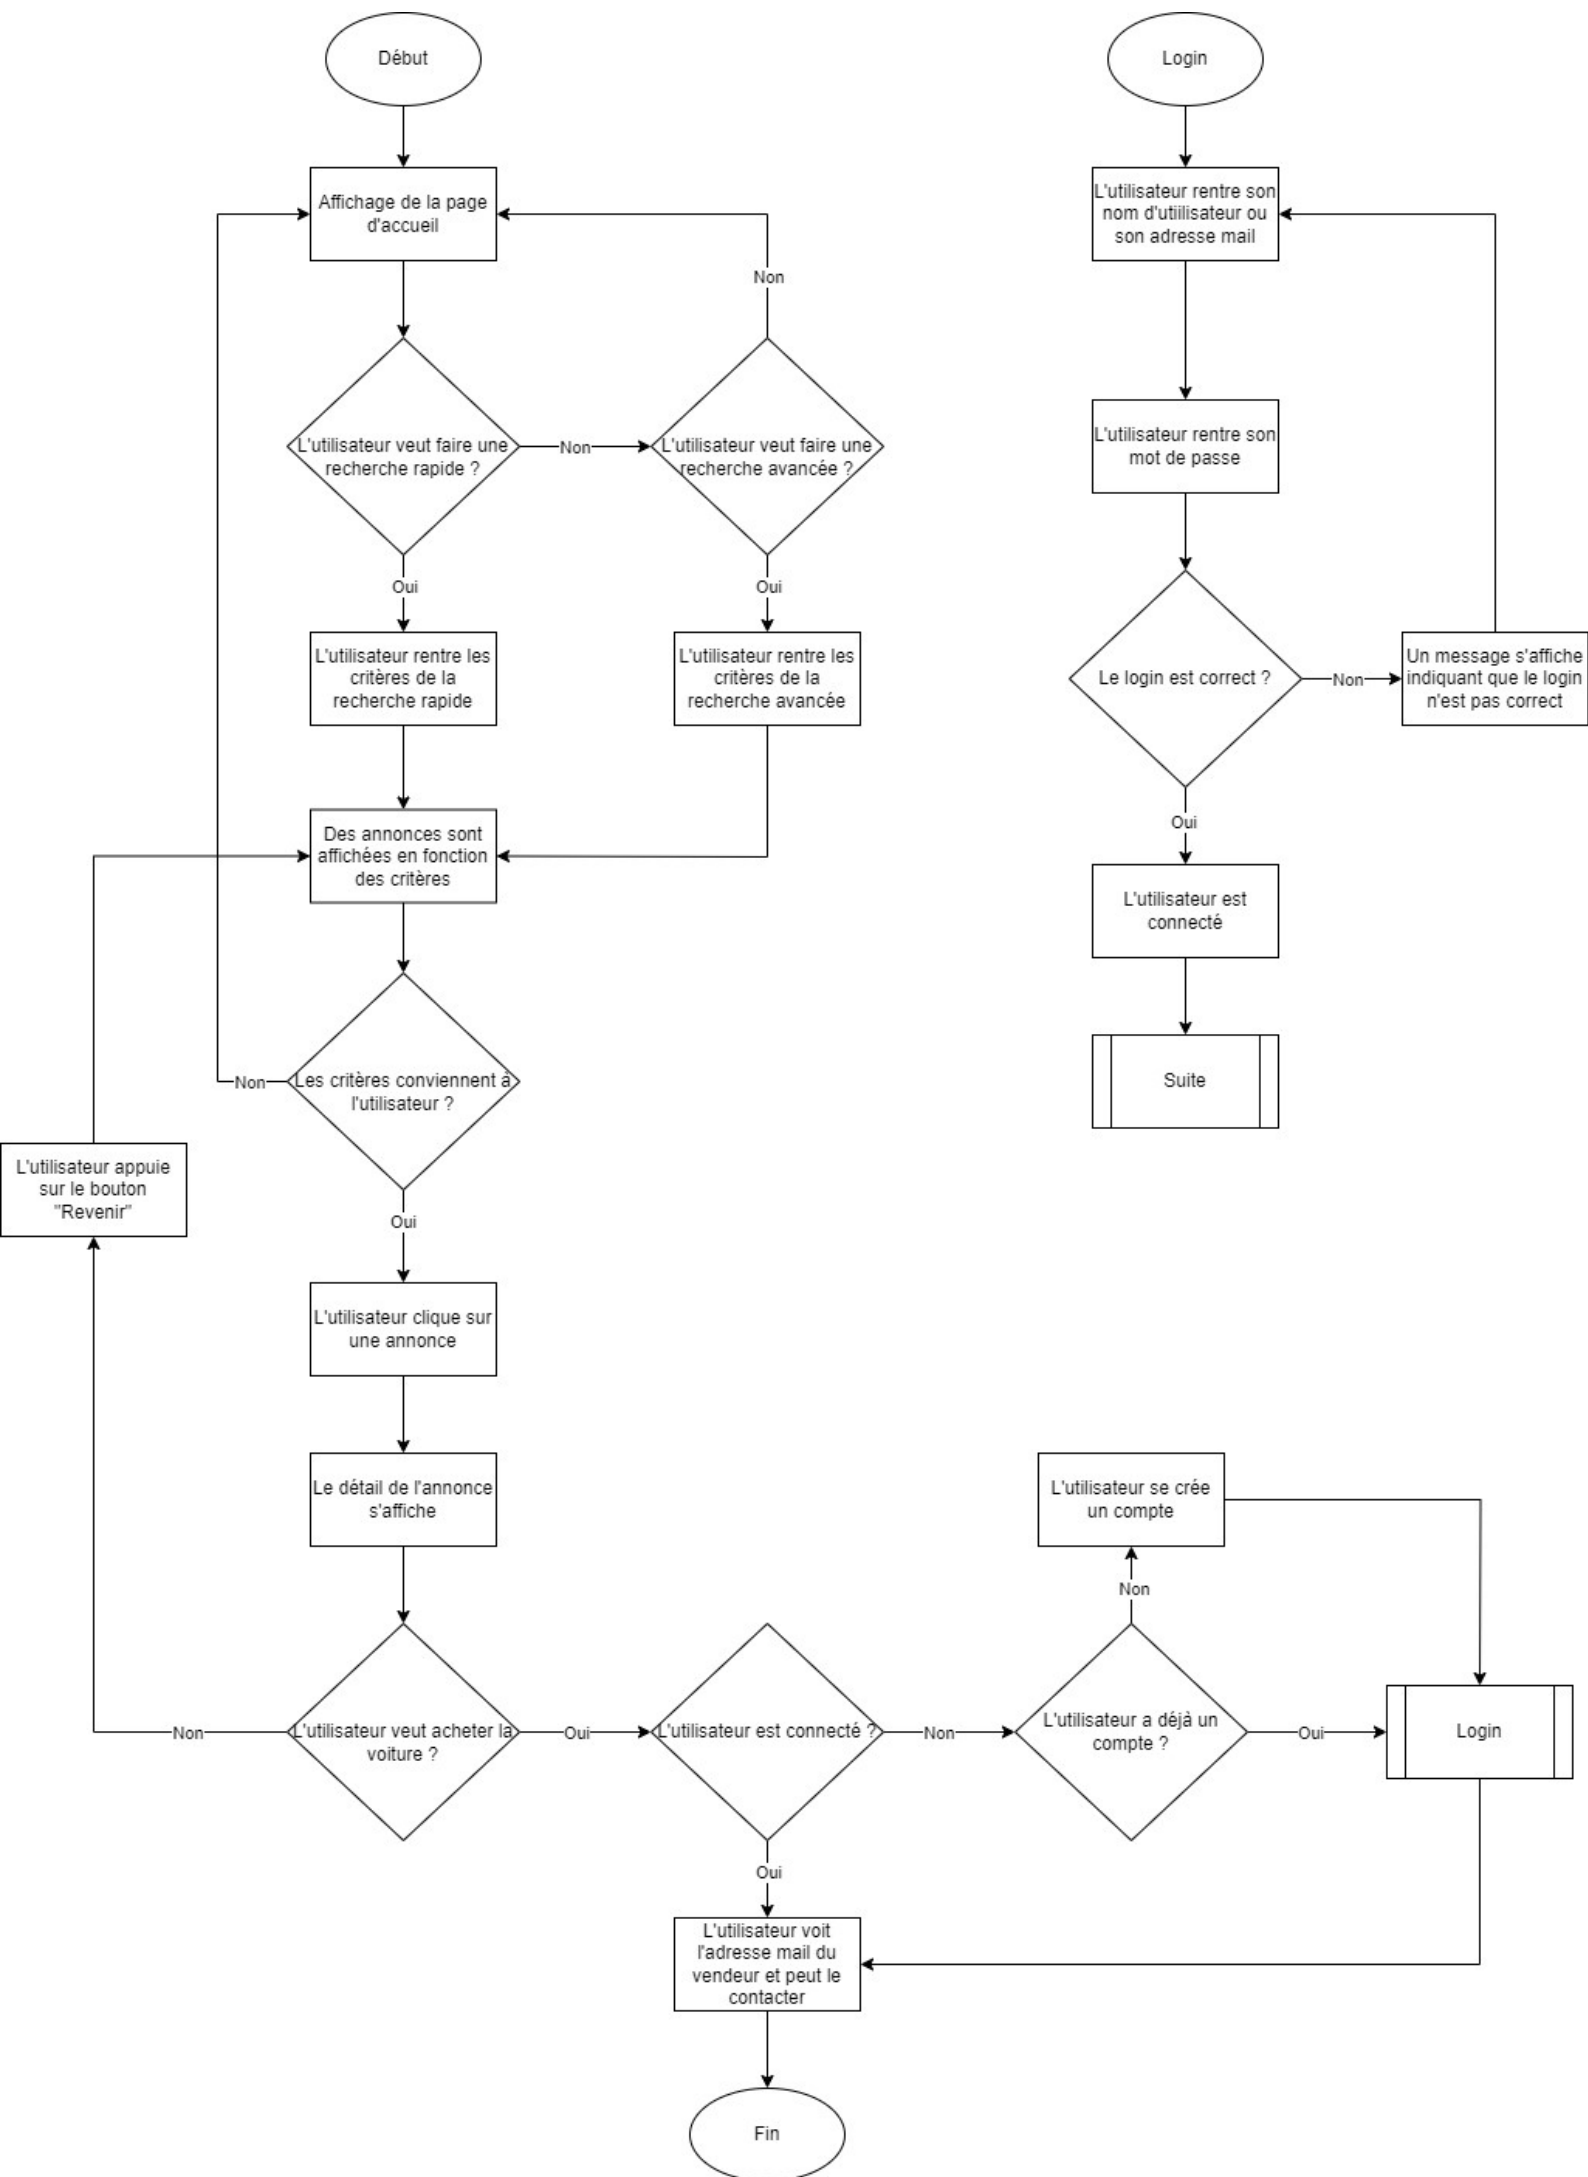 Début
Login
Affichage de la page
d'accueil
L'utilisateur rentre son
nom d'utiilisateur ou
son adresse mail
Non
L'utilisateur veut faire une
recherche rapide ?
Non
L'utilisateur veut faire une
recherche avancée ?
L'utilisateur rentre son
mot de passe
Oui
Oui
L'utilisateur rentre les
critères de la
recherche rapide
L'utilisateur rentre les
critères de la
recherche avancée
Le login est correct ?
Non
Un message s'affiche
indiquant que le login
n'est pas correct
Oui
Des annonces sont
affichées en fonction
des critères
L'utilisateur est
connecté
Non
Les critères conviennent à
l'utilisateur ?
Suite
L'utilisateur appuie
sur le bouton
"Revenir"
Oui
L'utilisateur clique sur
une annonce
Le détail de l'annonce
s'affiche
L'utilisateur se crée
un compte
Non
Non
L'utilisateur veut acheter la
voiture ?
Oui
L'utilisateur est connecté ?
Non
L'utilisateur a déjà un
compte ?
Oui
Login
Oui
L'utilisateur voit
l'adresse mail du
vendeur et peut le
contacter
Fin